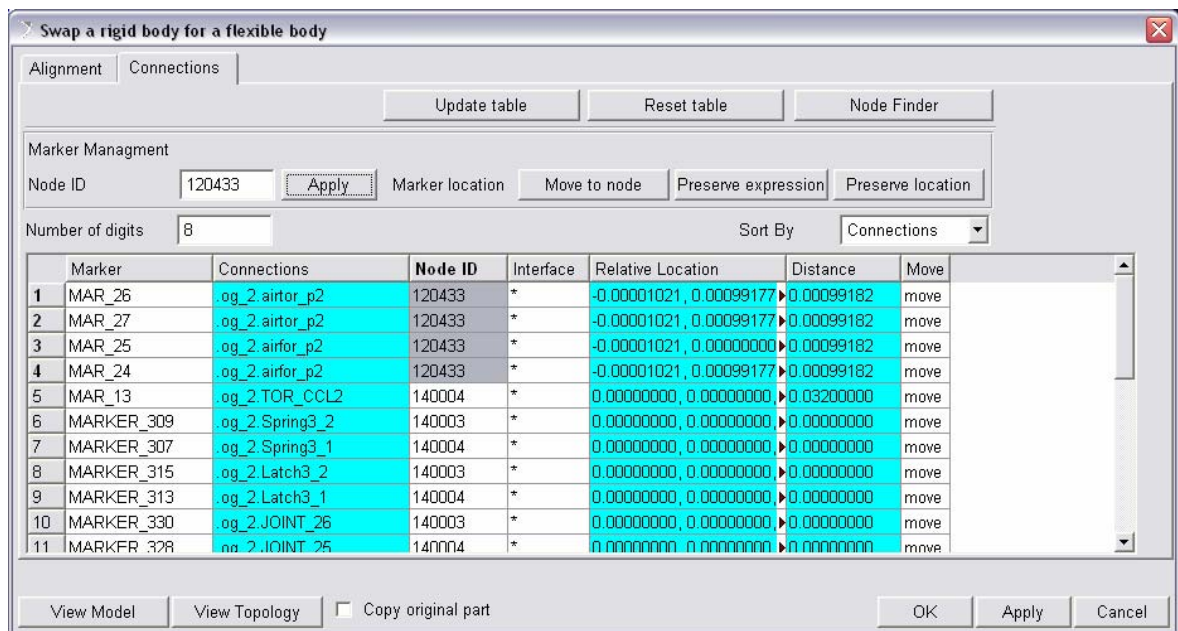 Swap a rigid body for a flexible body
Alignment Connections
Update table Reset table Node Finder
Marker Managment
Node ID 120433 Apply Marker location Move to node Preserve expression Preserve location
Number of digits 8 Sort By Connections
Marker Connections Node ID Interface Relative Location Distance Move
1 MAR_26 .og_2.airtor_p2 120433 * -0.00001021, 0.00099177 0.00099182 move
2 MAR_27 .og_2.airtor_p2 120433 * -0.00001021, 0.00099177 0.00099182 move
3 MAR_25 .og_2.airfor_p2 120433 * -0.00001021, 0.00000000 0.00099182 move
4 MAR_24 .og_2.airfor_p2 120433 * -0.00001021, 0.00099177 0.00099182 move
5 MAR_13 .og_2.TOR_CCL2 140004 * 0.00000000, 0.00000000, 0.03200000 move
6 MARKER_309 .og_2.Spring3_2 140003 * 0.00000000, 0.00000000, 0.00000000 move
7 MARKER_307 .og_2.Spring3_1 140004 * 0.00000000, 0.00000000, 0.00000000 move
8 MARKER_315 .og_2.Latch3_2 140003 * 0.00000000, 0.00000000, 0.00000000 move
9 MARKER_313 .og_2.Latch3_1 140004 * 0.00000000, 0.00000000, 0.00000000 move
10 MARKER_330 .og_2.JOINT_26 140003 * 0.00000000, 0.00000000, 0.00000000 move
11 MARKER_328 .og_2.JOINT_25 140004 * 0.00000000, 0.00000000, 0.00000000 move
View Model View Topology Copy original part OK Apply Cancel